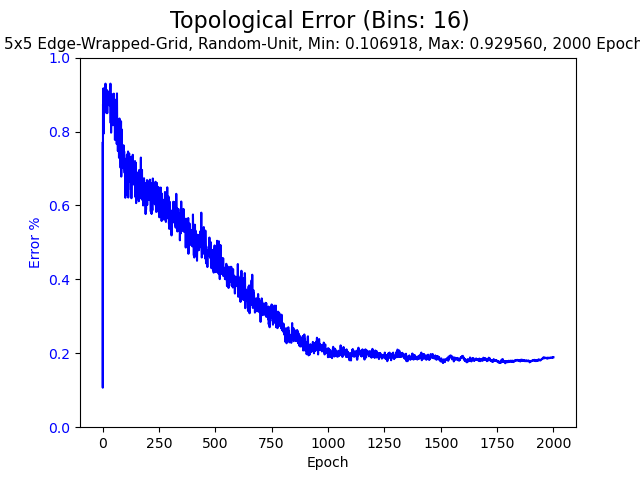 Topological Error (Bins: 16)
5x5 Edge-Wrapped-Grid, Random-Unit, Min: 0.106918, Max: 0.929560, 2000 Epoch
1.0
0.8
0.6
0.4
0.2
0.0
Error %
0 250 500 750 1000 1250 1500 1750 2000
Epoch